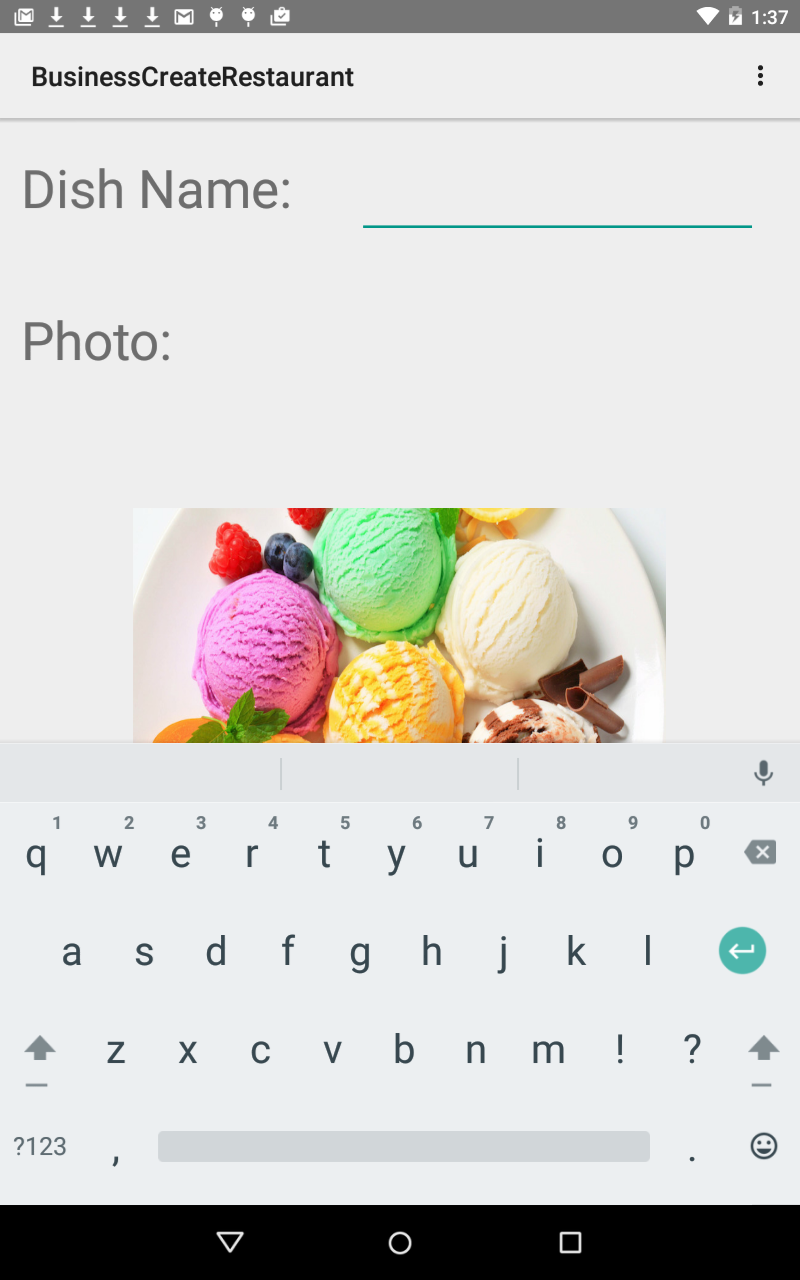 1:37
BusinessCreateRestaurant
Dish Name:
Photo:
1 2 3 4 5 6 7 8 9 0
q w e r t y u i o p
a s d f g h j k l
z x c v b n m ! ?
?123 , .